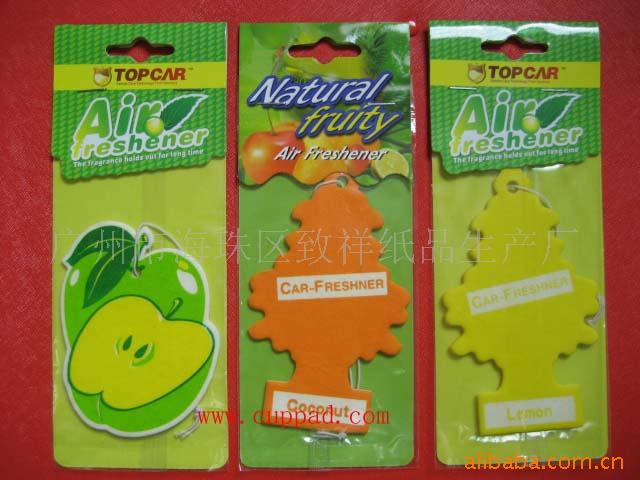 TOPCAR™
Air
freshener
The fragrance holds out for long time
Natural
fruity
Air Freshener
CAR-FRESHNER
Coconut
TOPCAR™
Air
freshener
The fragrance holds out for long time
CAR-FRESHNER
Lemon
广州市海珠区致祥纸品生产厂
www.cuppad.com
alibaba.com.cn